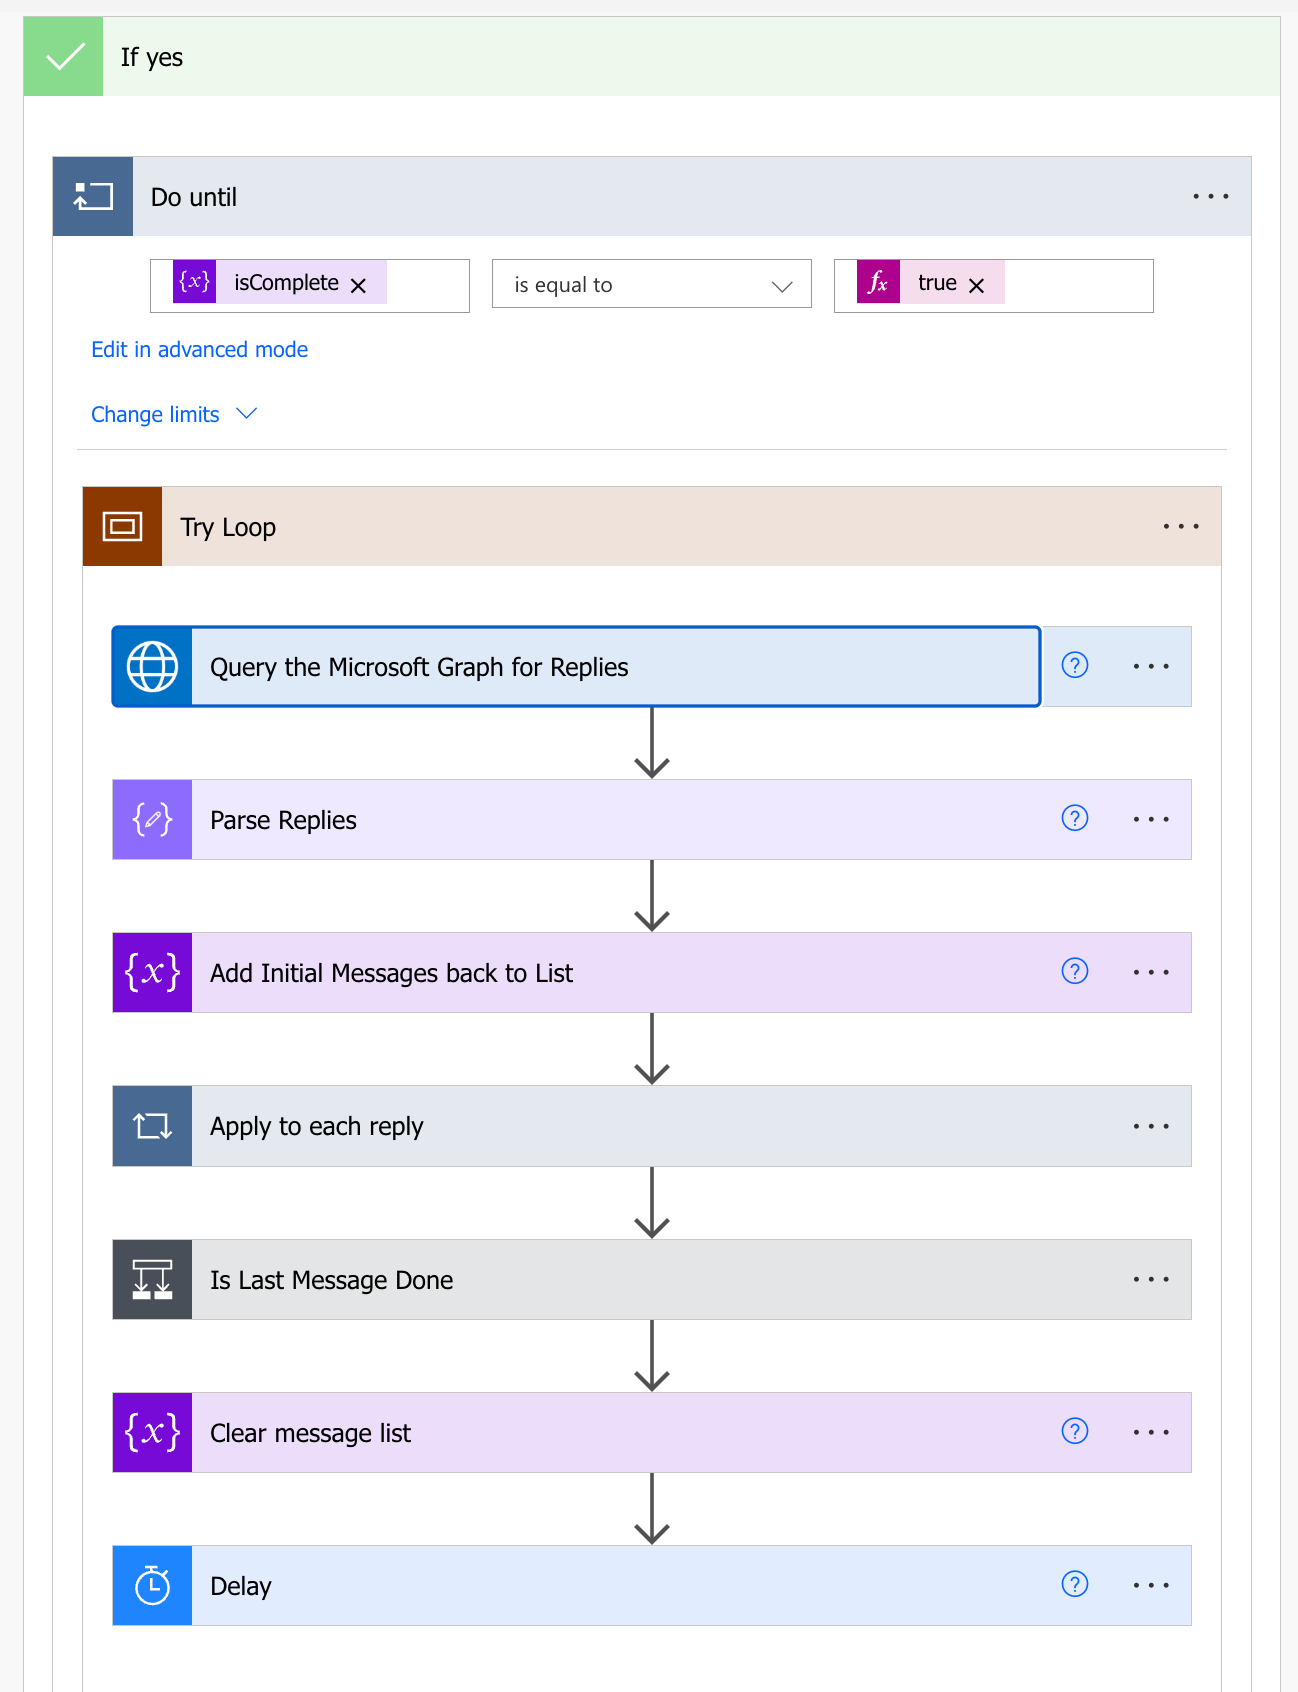 If yes
Do until
{x} isComplete is equal to fx true
Edit in advanced mode
Change limits
Try Loop
Query the Microsoft Graph for Replies
Parse Replies
{x} Add Initial Messages back to List
Apply to each reply
Is Last Message Done
{x} Clear message list
Delay